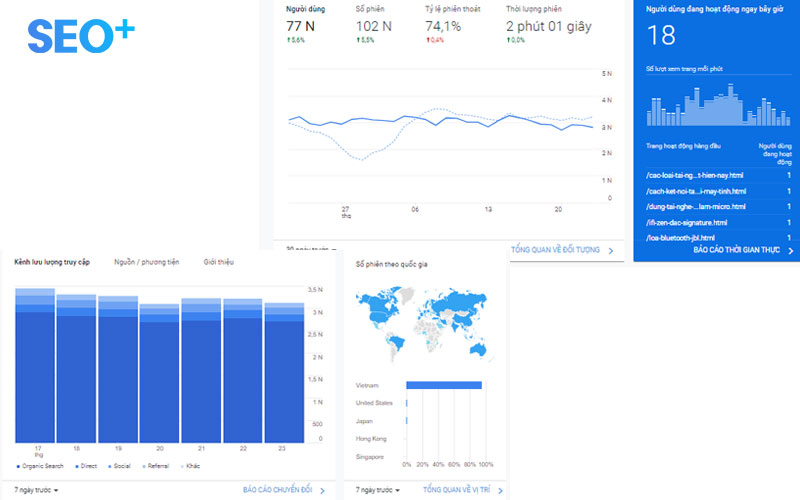 SEO+
Người dùng
Số phiên
Tỷ lệ phiên thoát
Thời lượng phiên
77 N
102 N
74,1%
2 phút 01 giây
↑5,6%
↑5,5%
↑0,4%
↑0,0%
5 N
4 N
3 N
2 N
1 N
0
27
thg
06
13
20
30 ngày trước
TỔNG QUAN VỀ ĐỐI TƯỢNG
Người dùng đang hoạt động ngay bây giờ
18
Số lượt xem trang mỗi phút
Trang hoạt động hàng đầu
Người dùng
đang hoạt
động
/cac-loai-tai-ng...t-hien-nay.html 1
/cach-ket-noi-ta...i-may-tinh.html 1
/dung-tai-nghe-...lam-micro.html 1
/ifi-zen-dac-signature.html 1
/loa-bluetooth-jbl.html 1
BÁO CÁO THỜI GIAN THỰC
Kênh lưu lượng truy cập
Nguồn / phương tiện
Giới thiệu
3,5 N
3 N
2,5 N
2 N
1,5 N
1 N
500
0
17
thg
18
19
20
21
22
23
Organic Search
Direct
Social
Referral
Khác
7 ngày trước
BÁO CÁO CHUYỂN ĐỔI
Số phiên theo quốc gia
Vietnam
United States
Japan
Hong Kong
Singapore
0% 20% 40% 60% 80% 100%
7 ngày trước
TỔNG QUAN VỀ VỊ TRÍ